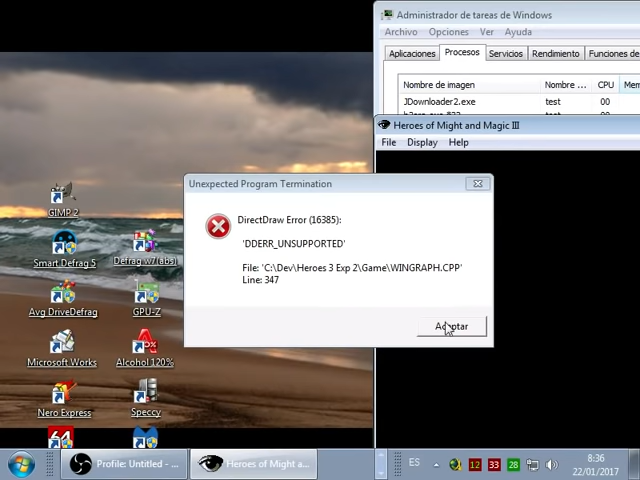 Administrador de tareas de Windows
Archivo Opciones Ver Ayuda
Aplicaciones Procesos Servicios Rendimiento Funciones de
Nombre de imagen Nombre ... CPU Mem
JDownloader2.exe test 00
Heroes of Might and Magic III
File Display Help
Unexpected Program Termination
DirectDraw Error (16385):
'DDERR_UNSUPPORTED'
File: 'C:\Dev\Heroes 3 Exp 2\Game\WINGRAPH.CPP'
Line: 347
Aceptar
GIMP 2
Smart Defrag 5
Defrag w7(abs)
Avg DriveDefrag
GPU-Z
Microsoft Works
Alcohol 120%
Nero Express
Speccy
64
Profile: Untitled - ...
Heroes of Might a...
ES
12 33 28
8:36
22/01/2017